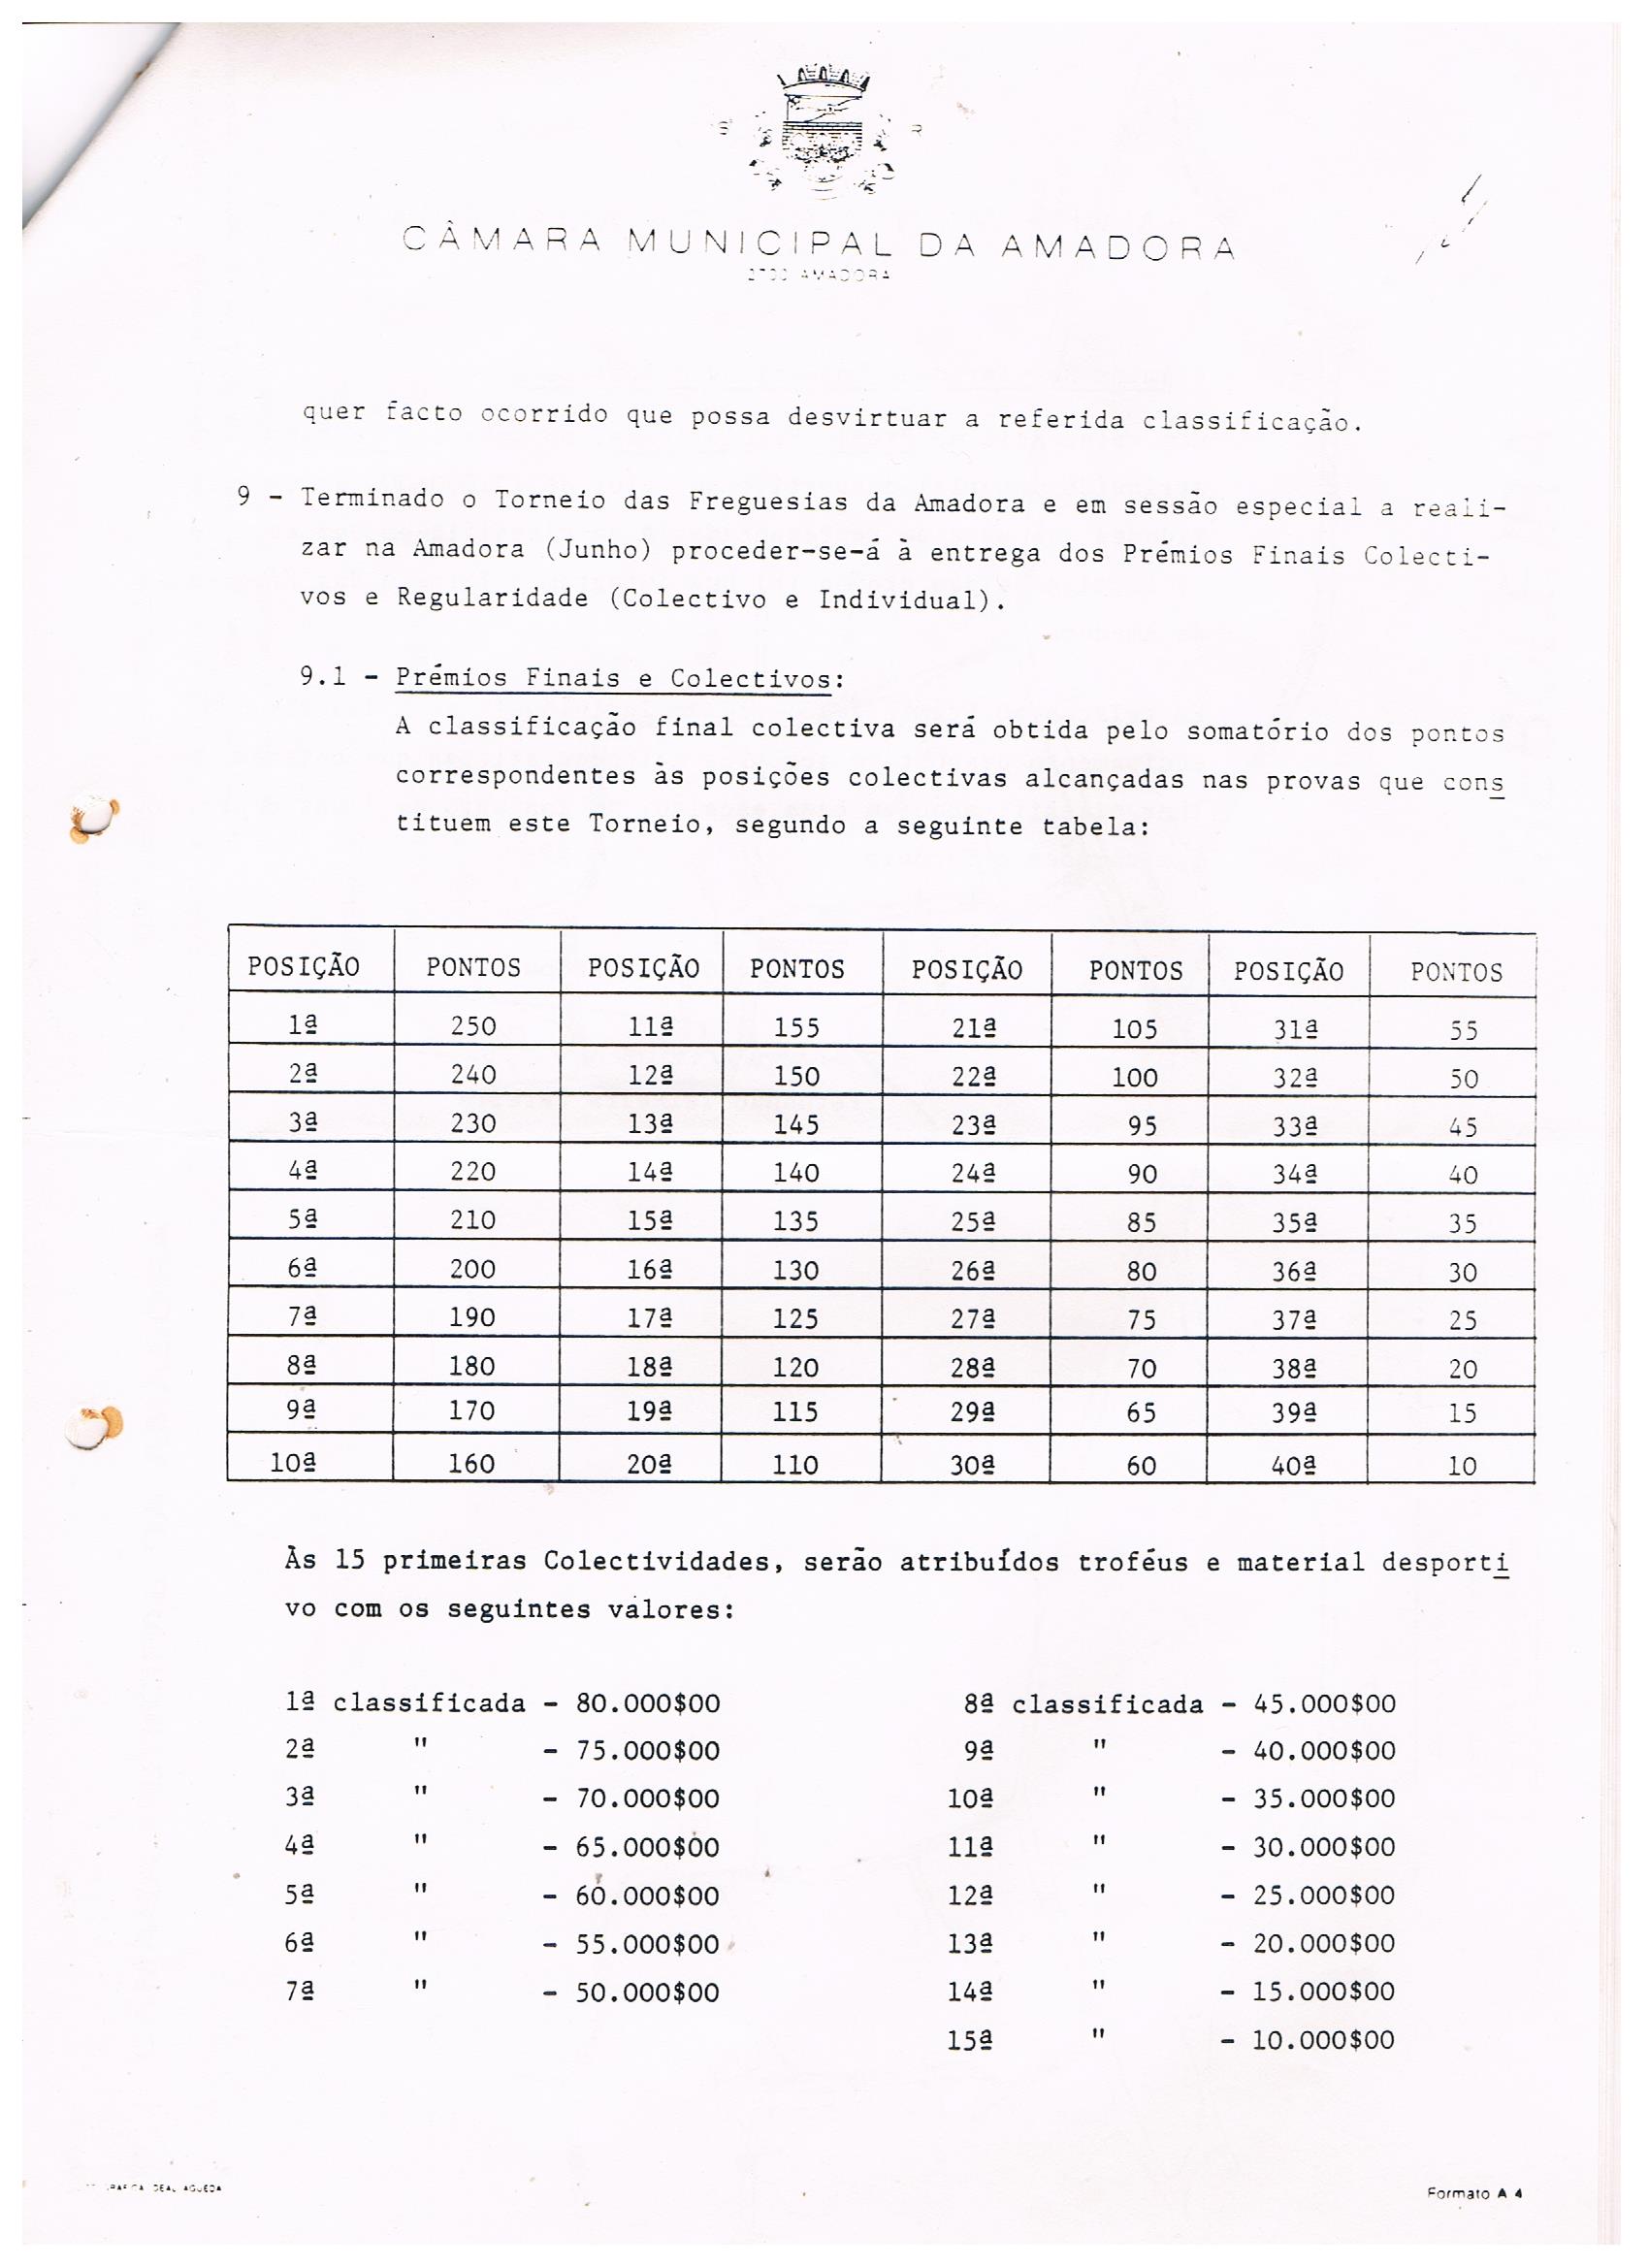 CÂMARA MUNICIPAL DA AMADORA
2700 AMADORA
quer facto ocorrido que possa desvirtuar a referida classificação.
9 - Terminado o Torneio das Freguesias da Amadora e em sessão especial a reali-
zar na Amadora (Junho) proceder-se-á à entrega dos Prémios Finais Colecti-
vos e Regularidade (Colectivo e Individual).
9.1 - Prémios Finais e Colectivos:
A classificação final colectiva será obtida pelo somatório dos pontos
correspondentes às posições colectivas alcançadas nas provas que cons
tituem este Torneio, segundo a seguinte tabela:
POSIÇÃO PONTOS POSIÇÃO PONTOS POSIÇÃO PONTOS POSIÇÃO PONTOS
1ª 250 11ª 155 21ª 105 31ª 55
2ª 240 12ª 150 22ª 100 32ª 50
3ª 230 13ª 145 23ª 95 33ª 45
4ª 220 14ª 140 24ª 90 34ª 40
5ª 210 15ª 135 25ª 85 35ª 35
6ª 200 16ª 130 26ª 80 36ª 30
7ª 190 17ª 125 27ª 75 37ª 25
8ª 180 18ª 120 28ª 70 38ª 20
9ª 170 19ª 115 29ª 65 39ª 15
10ª 160 20ª 110 30ª 60 40ª 10
Às 15 primeiras Colectividades, serão atribuídos troféus e material desporti
vo com os seguintes valores:
1ª classificada - 80.000$00 8ª classificada - 45.000$00
2ª " - 75.000$00 9ª " - 40.000$00
3ª " - 70.000$00 10ª " - 35.000$00
4ª " - 65.000$00 11ª " - 30.000$00
5ª " - 60.000$00 12ª " - 25.000$00
6ª " - 55.000$00 13ª " - 20.000$00
7ª " - 50.000$00 14ª " - 15.000$00
15ª " - 10.000$00
IDEAL AGUEDA Formato A 4